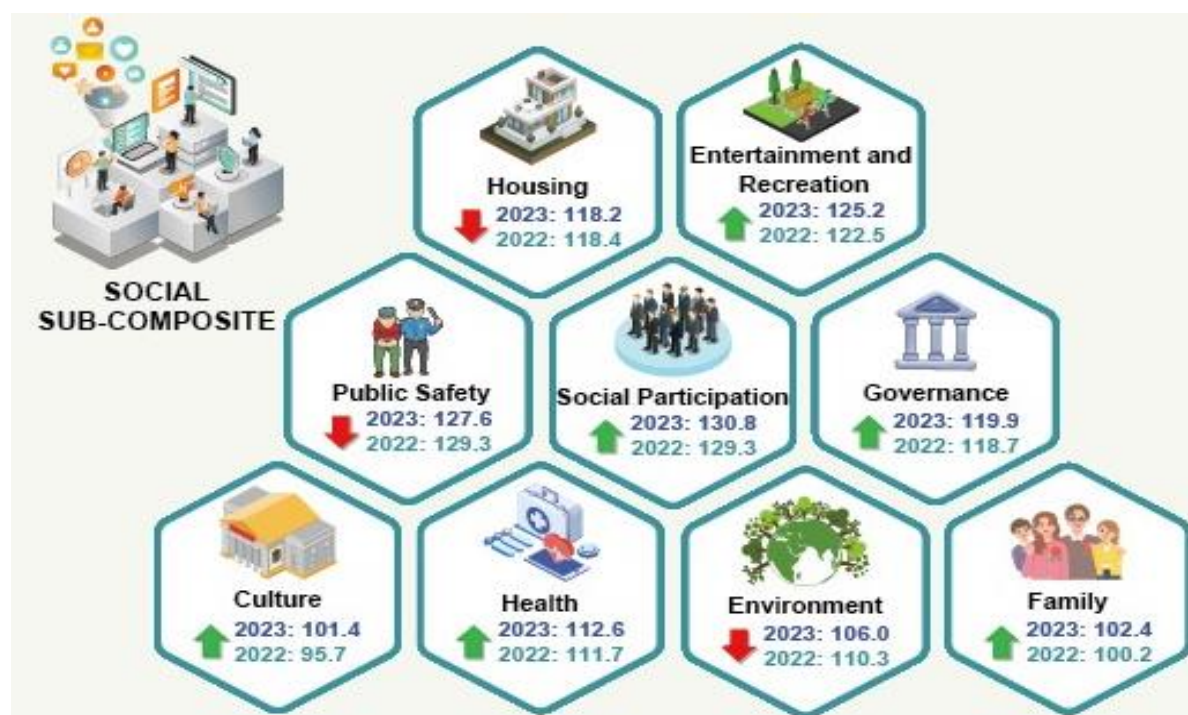 SOCIAL
SUB-COMPOSITE
Housing
2023: 118.2
2022: 118.4
Entertainment and
Recreation
2023: 125.2
2022: 122.5
Public Safety
2023: 127.6
2022: 129.3
Social Participation
2023: 130.8
2022: 129.3
Governance
2023: 119.9
2022: 118.7
Culture
2023: 101.4
2022: 95.7
Health
2023: 112.6
2022: 111.7
Environment
2023: 106.0
2022: 110.3
Family
2023: 102.4
2022: 100.2